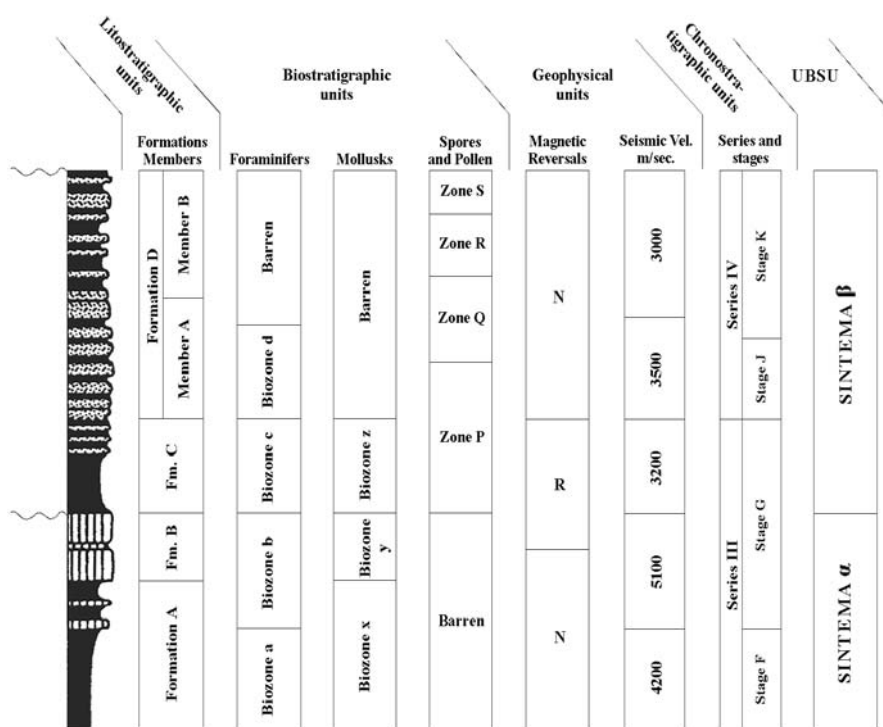 Litostratigraphic
units
Biostratigraphic
units
Geophysical
units
Chronostra-
tigraphic units
UBSU
Formations
Members
Foraminifers
Mollusks
Spores
and Pollen
Magnetic
Reversals
Seismic Vel.
m/sec.
Series and
stages
Formation D
Member B
Member A
Fm. C
Fm. B
Formation A
Barren
Biozone d
Biozone c
Biozone b
Biozone a
Barren
Biozone z
Biozone
y
Biozone x
Zone S
Zone R
Zone Q
Zone P
Barren
N
R
N
3000
3500
3200
5100
4200
Series IV
Series III
Stage K
Stage J
Stage G
Stage F
SINTEMA β
SINTEMA α